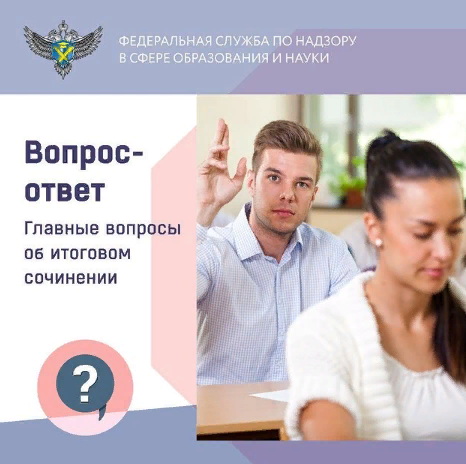 ФЕДЕРАЛЬНАЯ СЛУЖБА ПО НАДЗОРУ
В СФЕРЕ ОБРАЗОВАНИЯ И НАУКИ
Вопрос-
ответ
Главные вопросы
об итоговом
сочинении
?